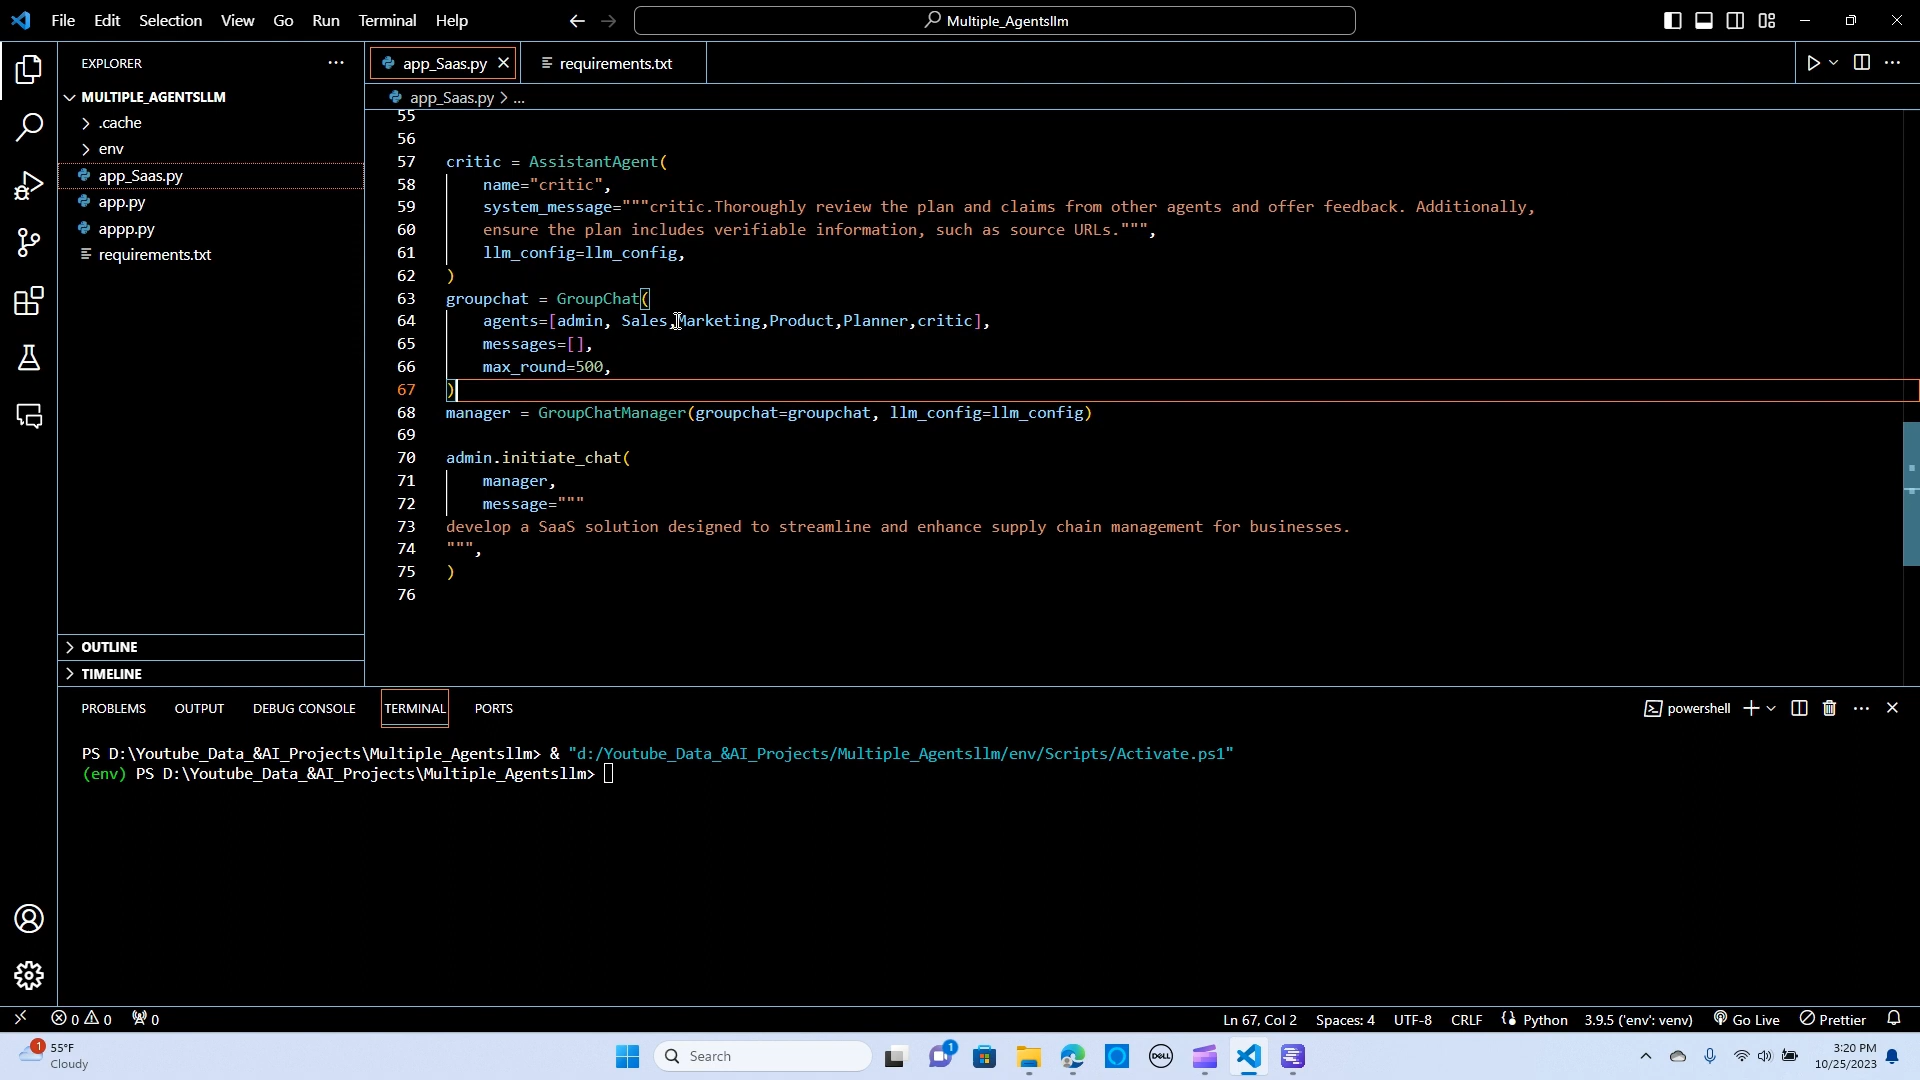 File Edit Selection View Go Run Terminal Help
Multiple_Agentsllm
EXPLORER
MULTIPLE_AGENTSLLM
.cache
env
app_Saas.py
app.py
appp.py
requirements.txt
OUTLINE
TIMELINE
app_Saas.py
requirements.txt
app_Saas.py > ...
55
56
57 critic = AssistantAgent(
58 name="critic",
59 system_message="""critic.Thoroughly review the plan and claims from other agents and offer feedback. Additionally,
60 ensure the plan includes verifiable information, such as source URLs.""",
61 llm_config=llm_config,
62 )
63 groupchat = GroupChat(
64 agents=[admin, Sales,Marketing,Product,Planner,critic],
65 messages=[],
66 max_round=500,
67 )
68 manager = GroupChatManager(groupchat=groupchat, llm_config=llm_config)
69
70 admin.initiate_chat(
71 manager,
72 message="""
73 develop a SaaS solution designed to streamline and enhance supply chain management for businesses.
74 """,
75 )
76
PROBLEMS OUTPUT DEBUG CONSOLE TERMINAL PORTS
powershell
PS D:\Youtube_Data_&AI_Projects\Multiple_Agentsllm> & "d:/Youtube_Data_&AI_Projects/Multiple_Agentsllm/env/Scripts/Activate.ps1"
(env) PS D:\Youtube_Data_&AI_Projects\Multiple_Agentsllm>
0 0 0
Ln 67, Col 2 Spaces: 4 UTF-8 CRLF Python 3.9.5 ('env': venv) Go Live Prettier
1
55°F
Cloudy
Search
1
DELL
3:20 PM
10/25/2023